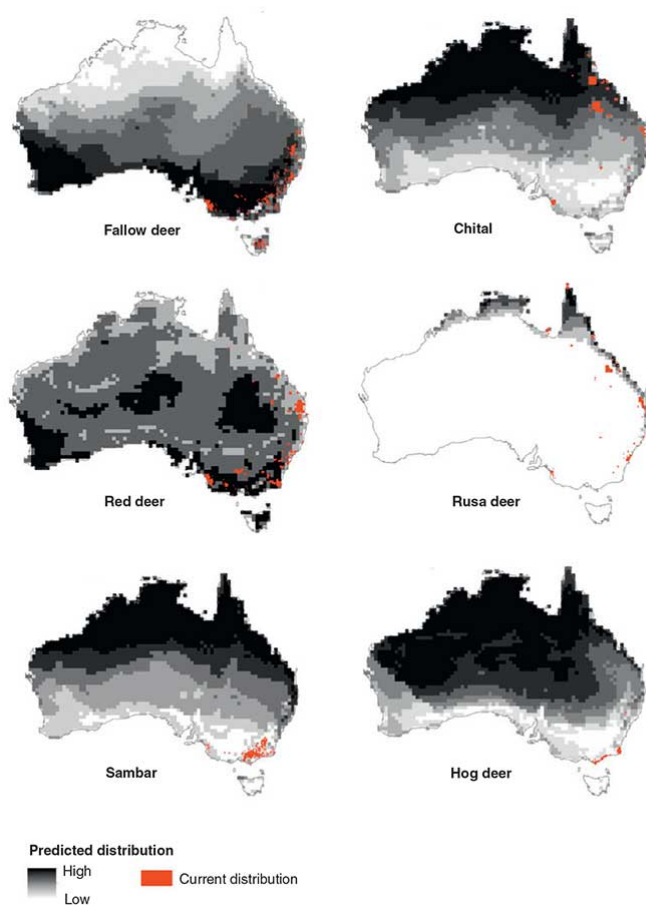 Fallow deer
Chital
Red deer
Rusa deer
Sambar
Hog deer
Predicted distribution
High
Low
Current distribution